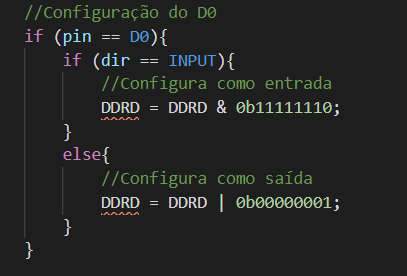 //Configuração do D0
if (pin == D0){
    if (dir == INPUT){
        //Configura como entrada
        DDRD = DDRD & 0b11111110;
    }
    else{
        //Configura como saída
        DDRD = DDRD | 0b00000001;
    }
}